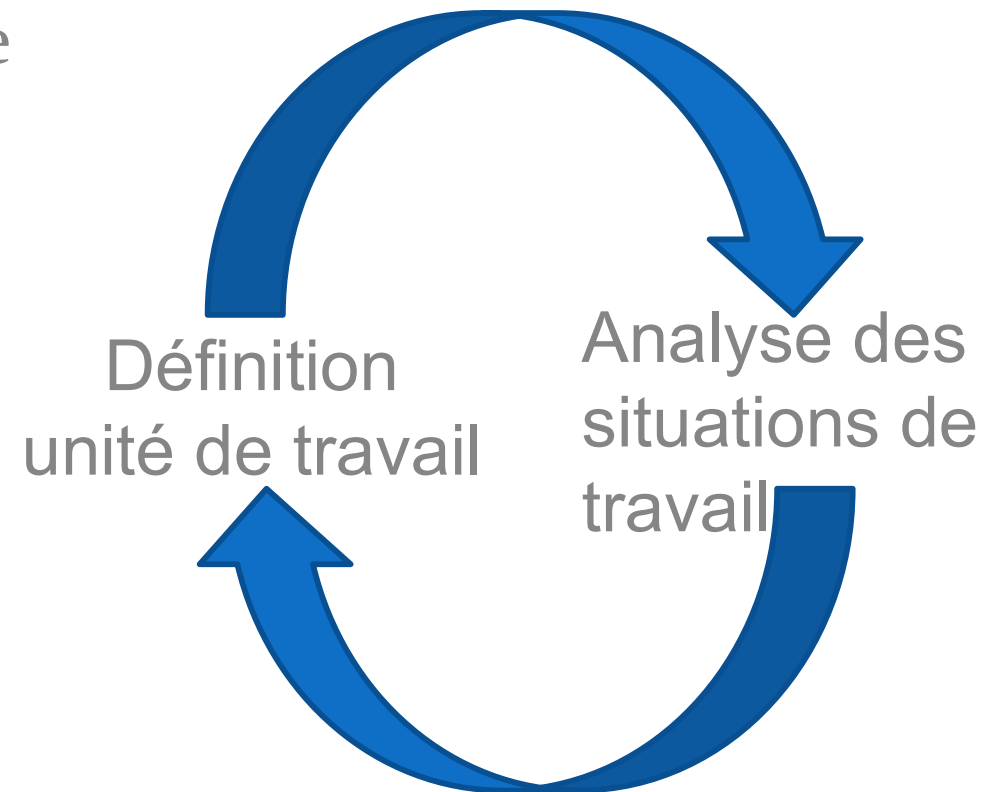 e
Définition
unité de travail
Analyse des
situations de
travail